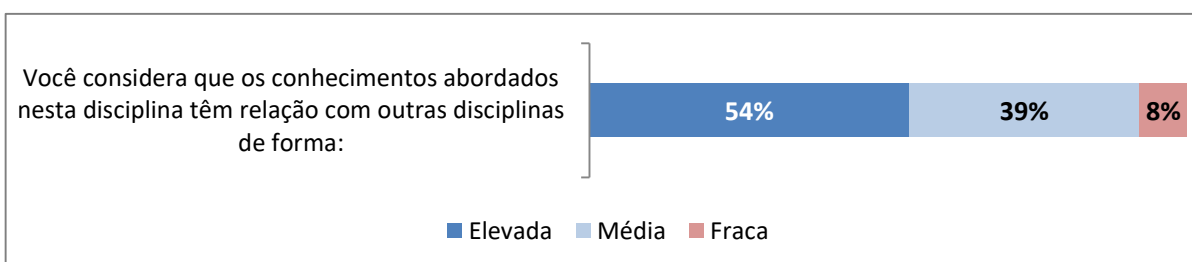 Você considera que os conhecimentos abordados
nesta disciplina têm relação com outras disciplinas
de forma:
54% 39% 8%
Elevada Média Fraca